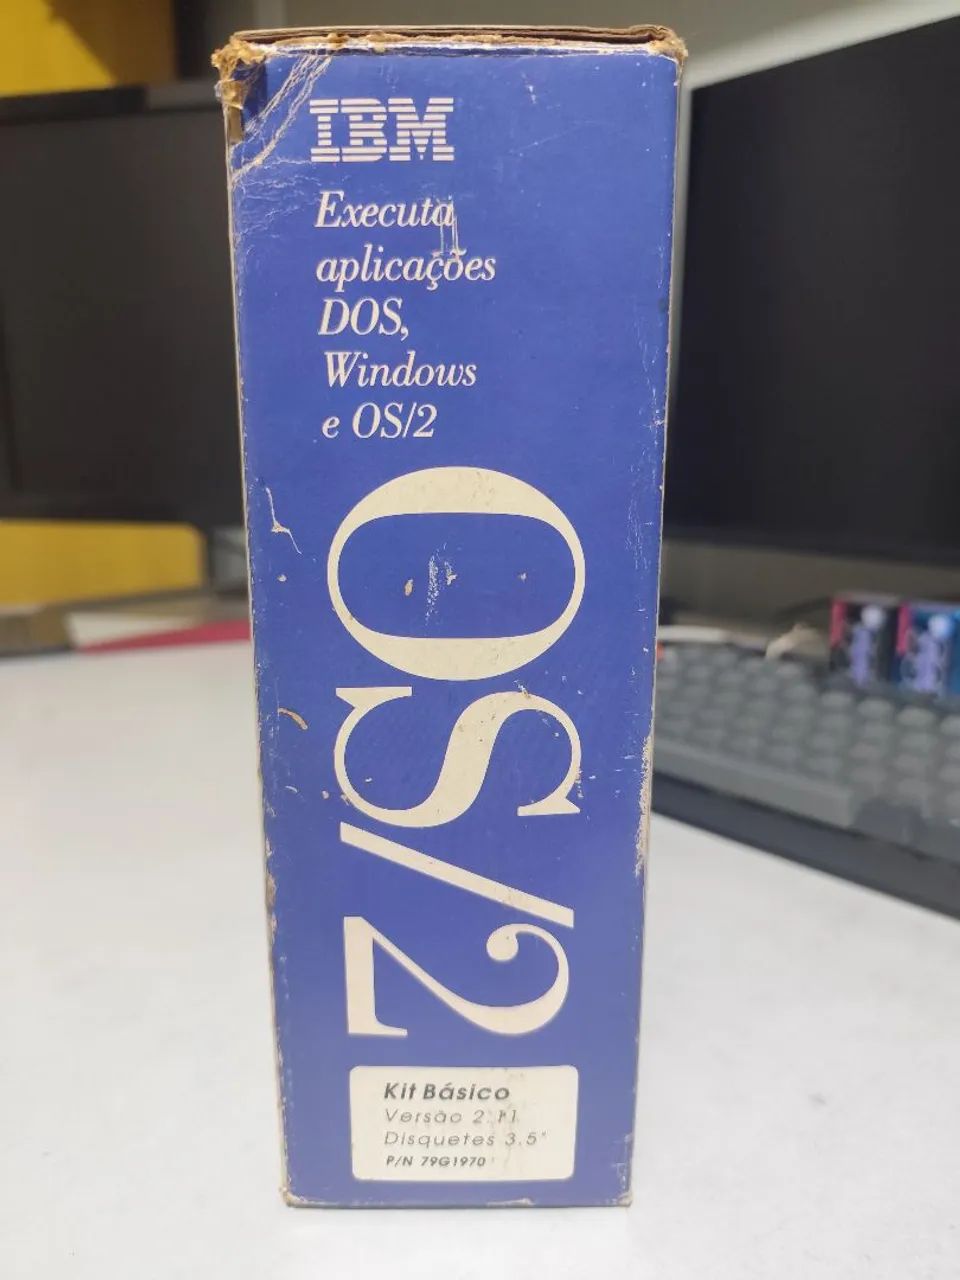 IBM
Executa
aplicações
DOS,
Windows
e OS/2
OS/2
Kit Básico
Versão 2.11
Disquetes 3.5"
P/N 79G1970